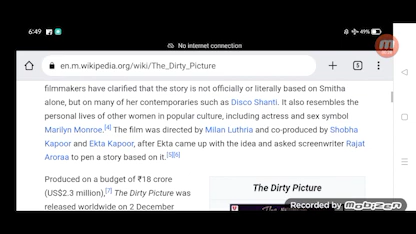 6:49
49%
No internet connection
en.m.wikipedia.org/wiki/The_Dirty_Picture
5
filmmakers have clarified that the story is not officially or literally based on Smitha
alone, but on many of her contemporaries such as Disco Shanti. It also resembles the
personal lives of other women in popular culture, including actress and sex symbol
Marilyn Monroe.[4] The film was directed by Milan Luthria and co-produced by Shobha
Kapoor and Ekta Kapoor, after Ekta came up with the idea and asked screenwriter Rajat
Aroraa to pen a story based on it.[5][6]
Produced on a budget of ₹18 crore
(US$2.3 million),[7] The Dirty Picture was
released worldwide on 2 December
The Dirty Picture
Recorded by
Mobizen